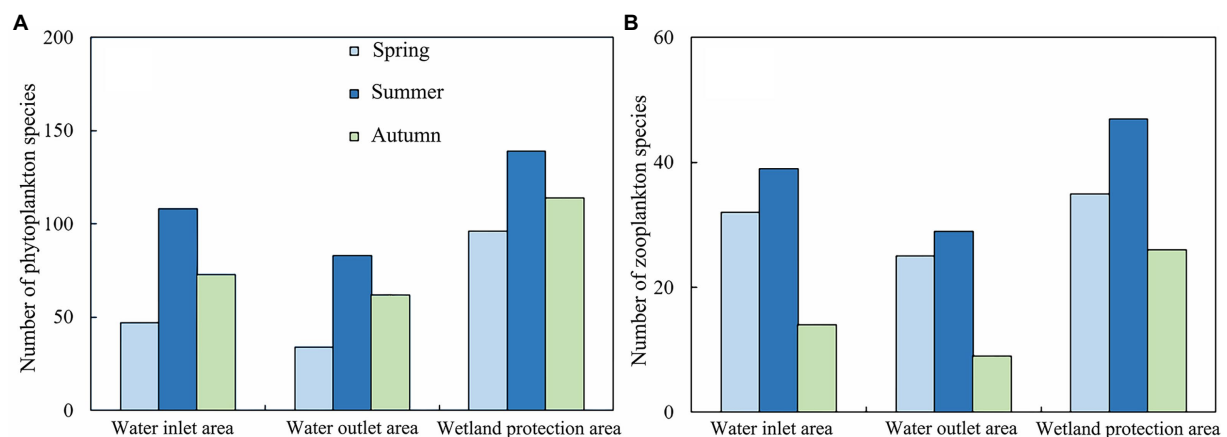 A
Number of phytoplankton species
200
150
100
50
0
Spring
Summer
Autumn
Water inlet area
Water outlet area
Wetland protection area
B
Number of zooplankton species
60
40
20
0
Water inlet area
Water outlet area
Wetland protection area